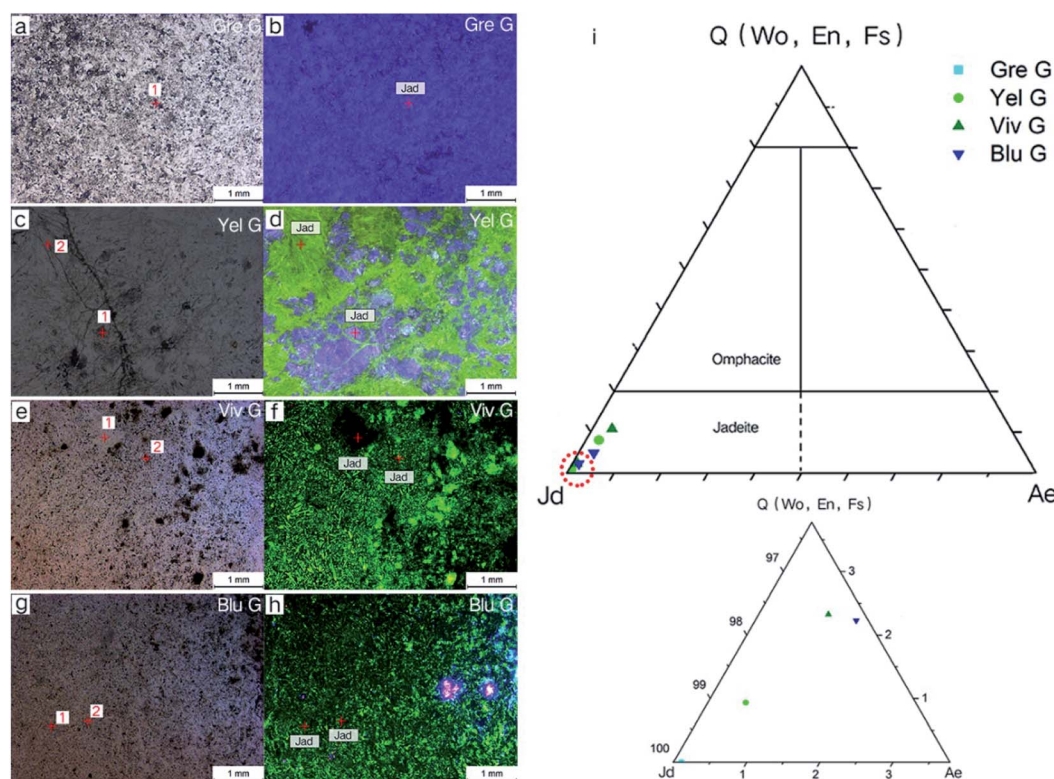 a
Gre G
1
1 mm
b
Gre G
Jad
1 mm
c
Yel G
2
1
1 mm
d
Yel G
Jad
Jad
1 mm
e
Viv G
1
2
1 mm
f
Viv G
Jad
Jad
1 mm
g
Blu G
1
2
1 mm
h
Blu G
Jad
Jad
1 mm
i
Q (Wo, En, Fs)
Gre G
Yel G
Viv G
Blu G
Omphacite
Jadeite
Jd
Ae
Q (Wo, En, Fs)
97
3
98
2
99
1
100
Jd
1
2
3
Ae